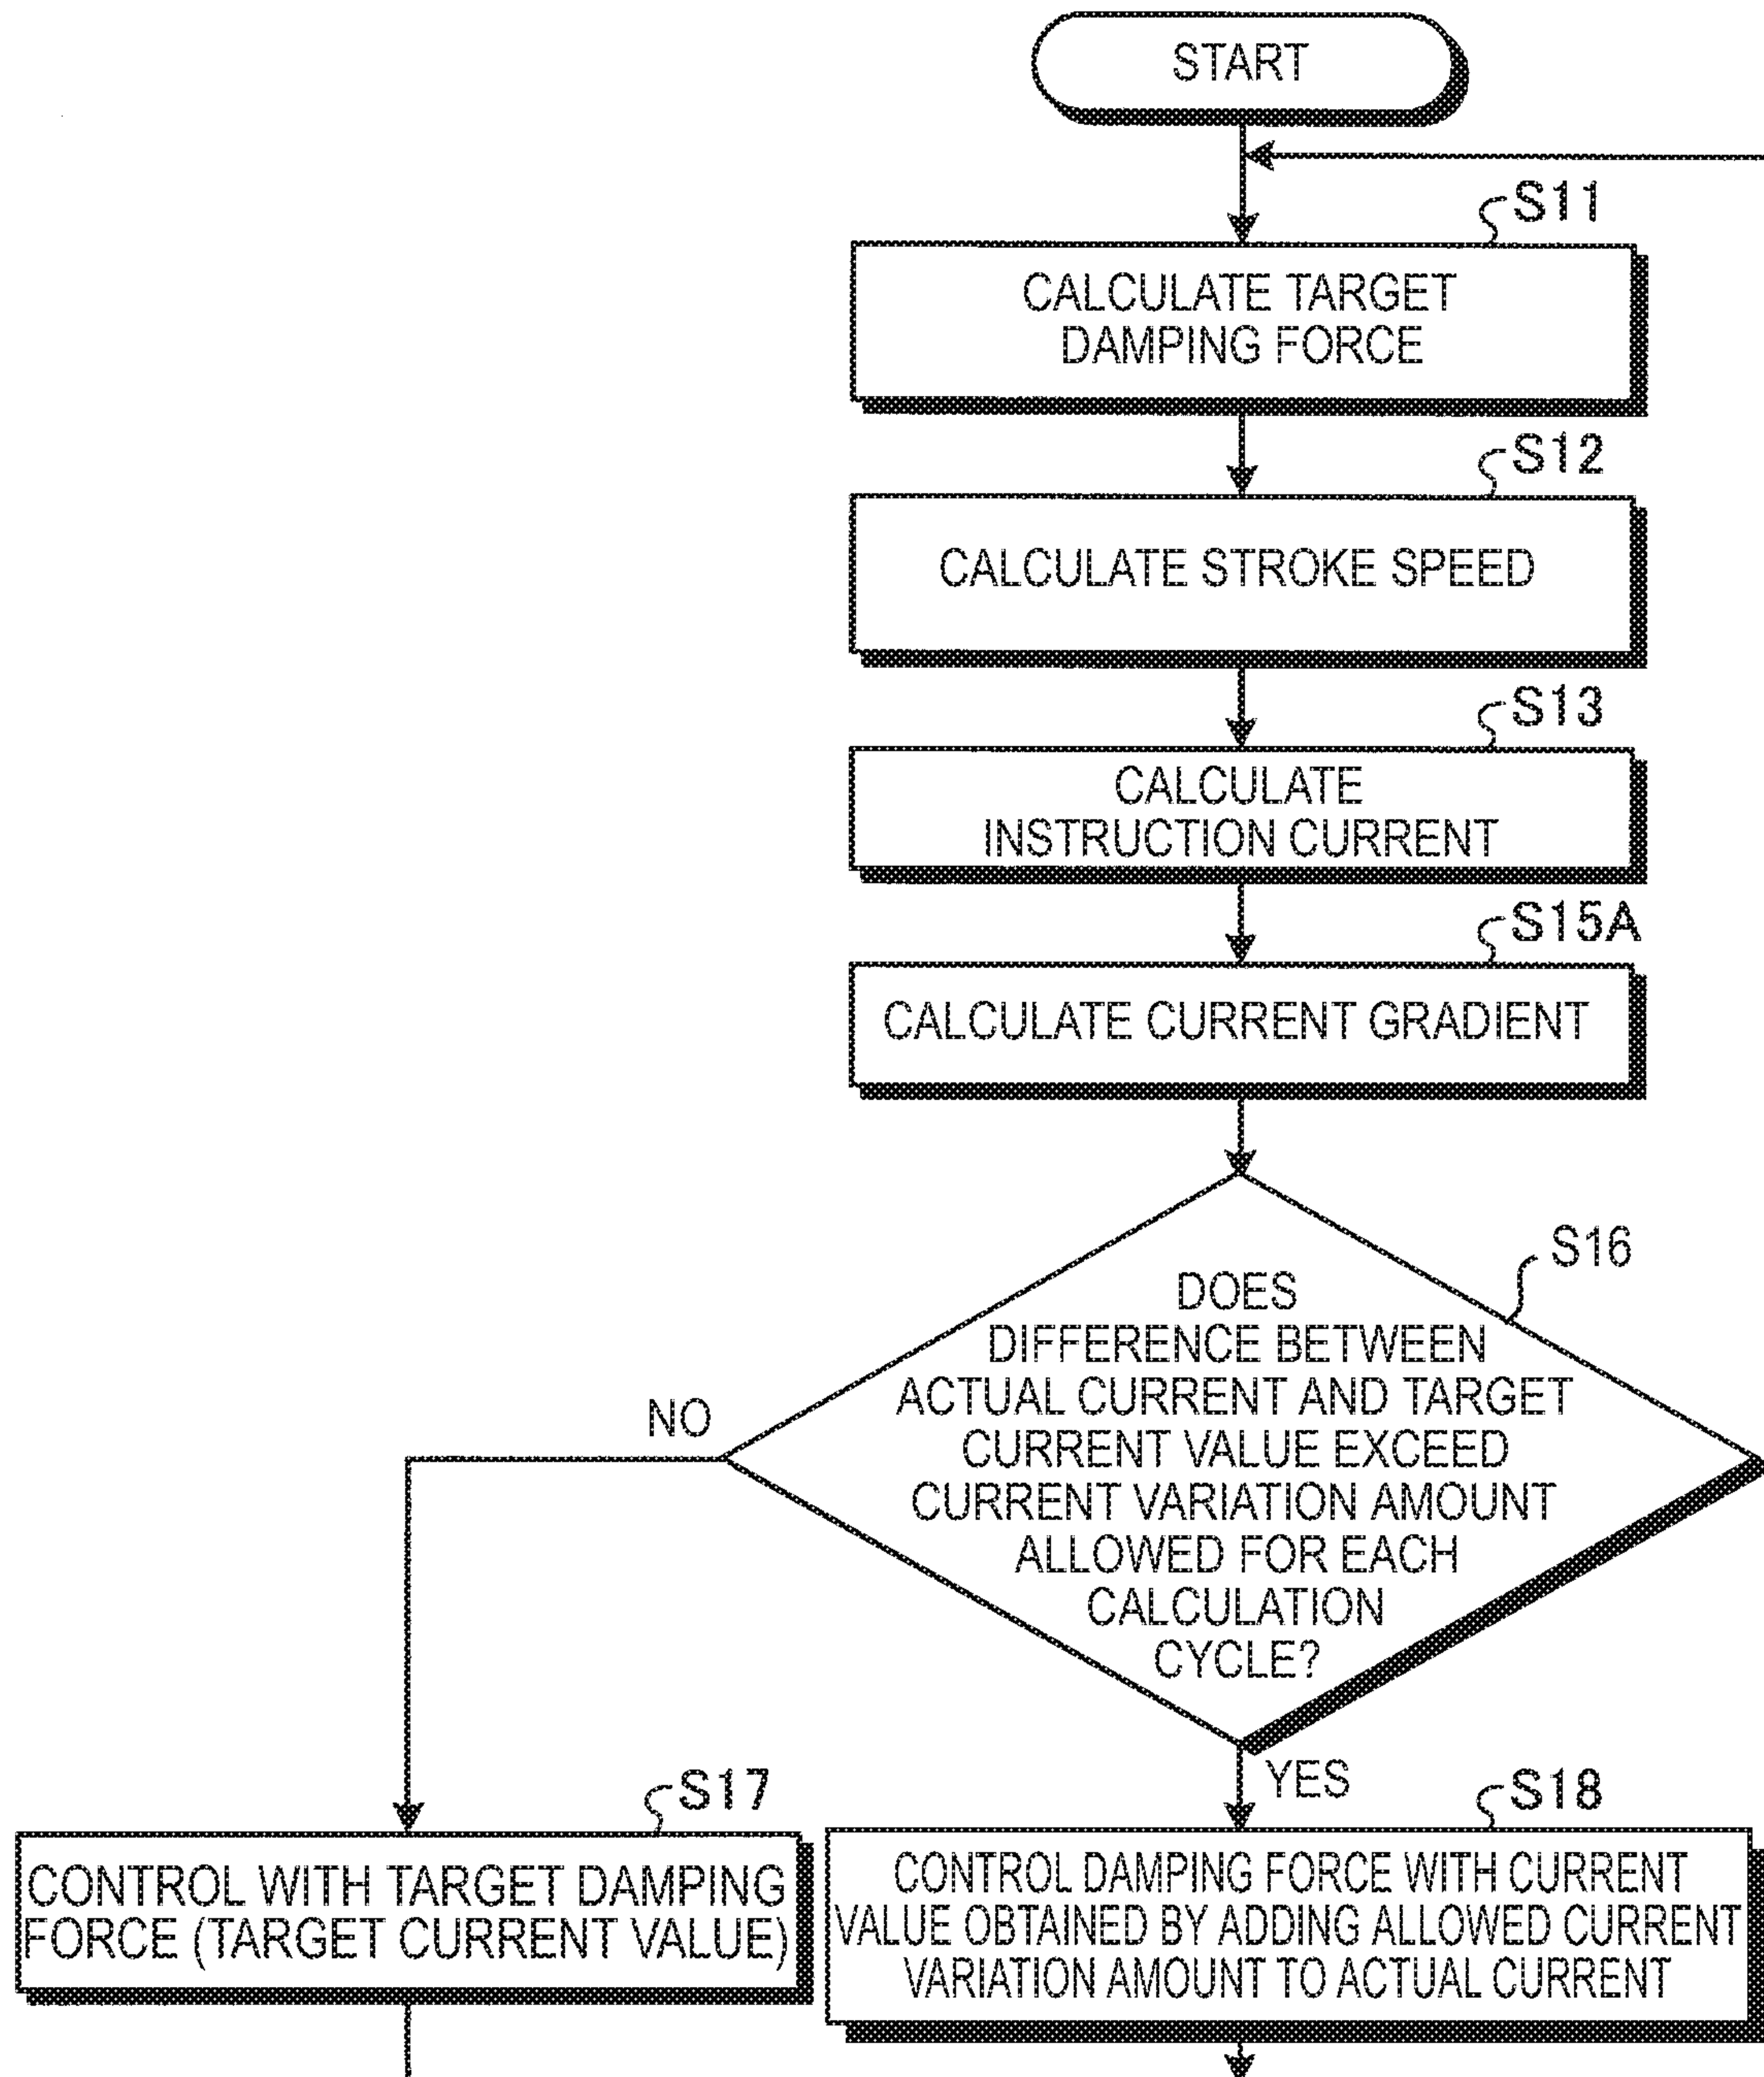 START
S11
CALCULATE TARGET
DAMPING FORCE
S12
CALCULATE STROKE SPEED
S13
CALCULATE
INSTRUCTION CURRENT
S15A
CALCULATE CURRENT GRADIENT
S16
DOES
DIFFERENCE BETWEEN
ACTUAL CURRENT AND TARGET
CURRENT VALUE EXCEED
CURRENT VARIATION AMOUNT
ALLOWED FOR EACH
CALCULATION
CYCLE?
NO
YES
S17
CONTROL WITH TARGET DAMPING
FORCE (TARGET CURRENT VALUE)
S18
CONTROL DAMPING FORCE WITH CURRENT
VALUE OBTAINED BY ADDING ALLOWED CURRENT
VARIATION AMOUNT TO ACTUAL CURRENT